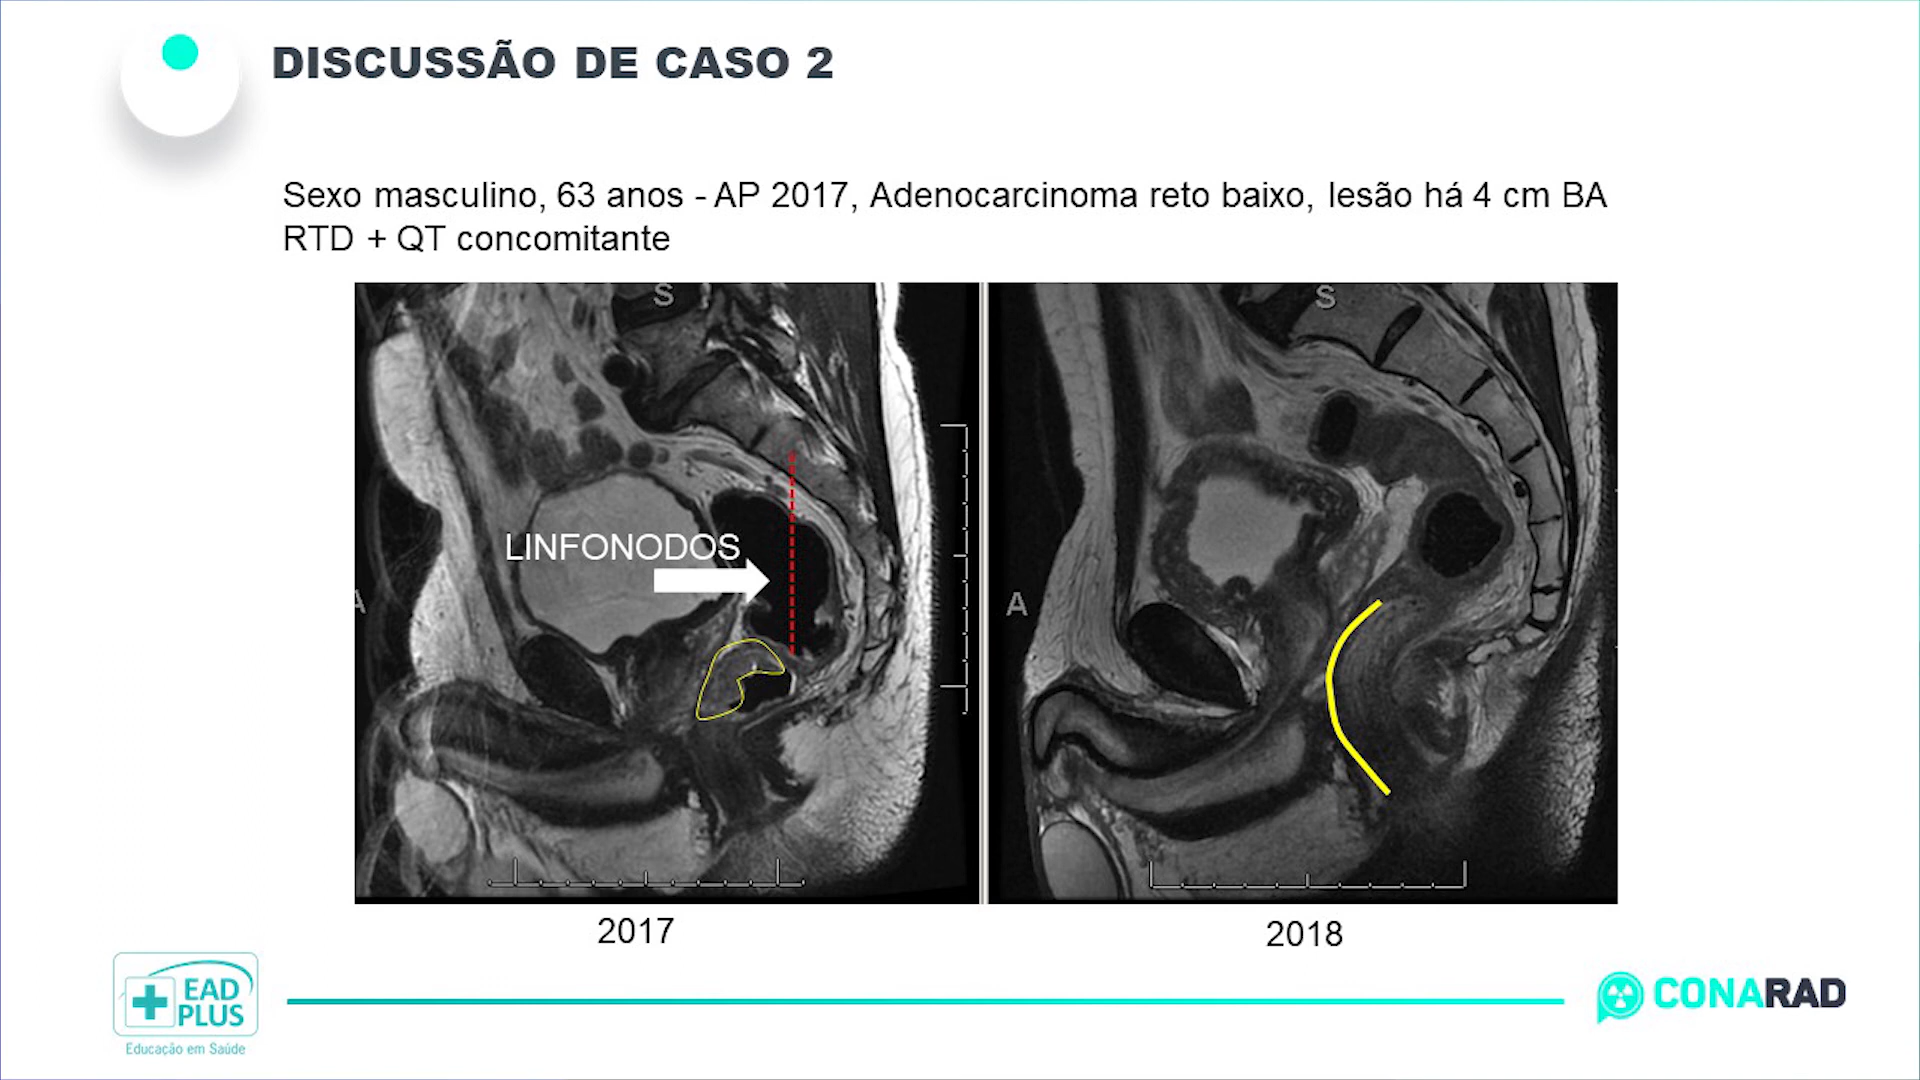 DISCUSSÃO DE CASO 2
Sexo masculino, 63 anos - AP 2017, Adenocarcinoma reto baixo, lesão há 4 cm BA
RTD + QT concomitante
S
S
LINFONODOS
A
A
2017
2018
EAD
PLUS
Educação em Saúde
CONARAD